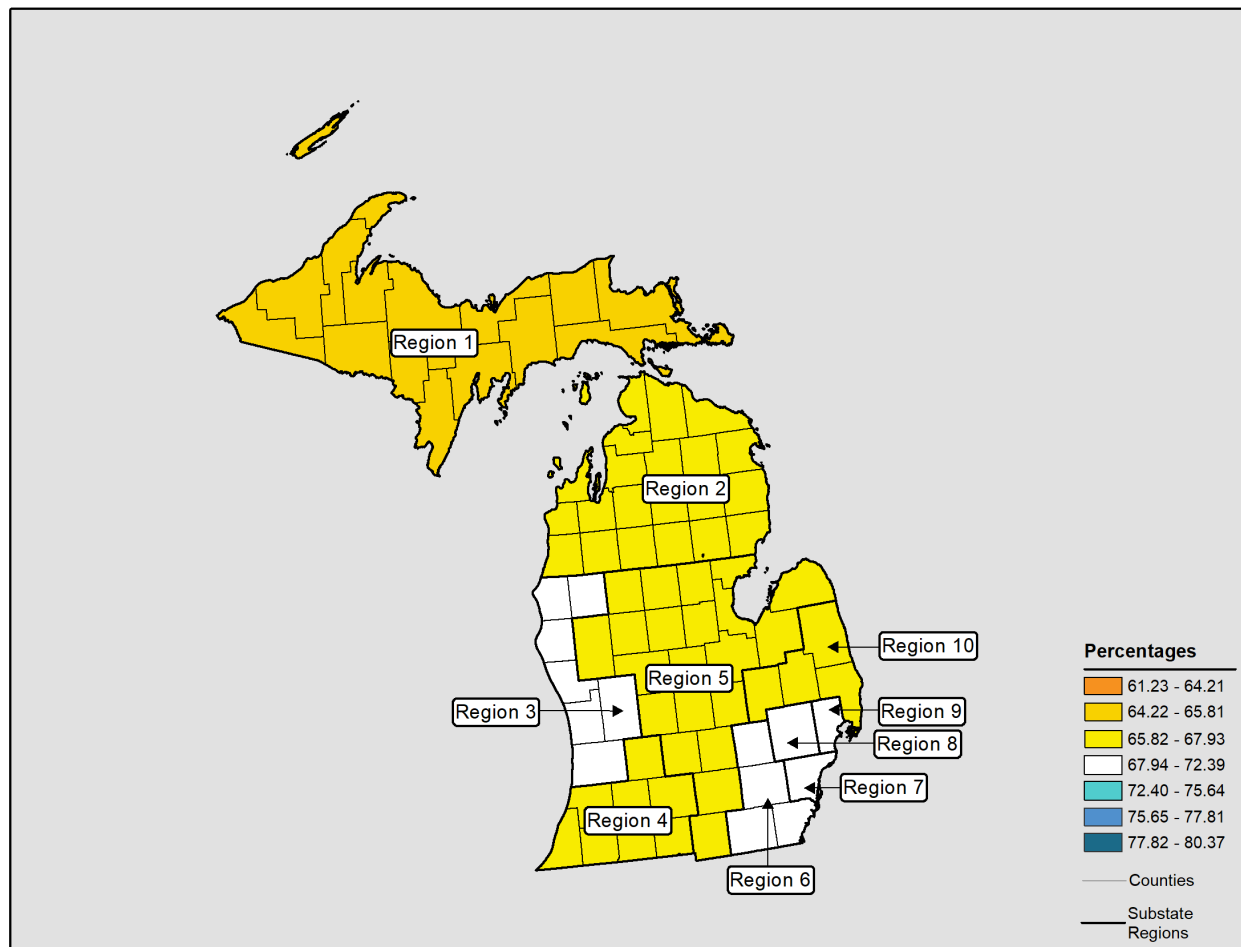 Region 1
Region 2
Region 10
Region 5
Region 3
Region 9
Region 8
Region 7
Region 4
Region 6
Percentages
61.23 - 64.21
64.22 - 65.81
65.82 - 67.93
67.94 - 72.39
72.40 - 75.64
75.65 - 77.81
77.82 - 80.37
Counties
Substate
Regions